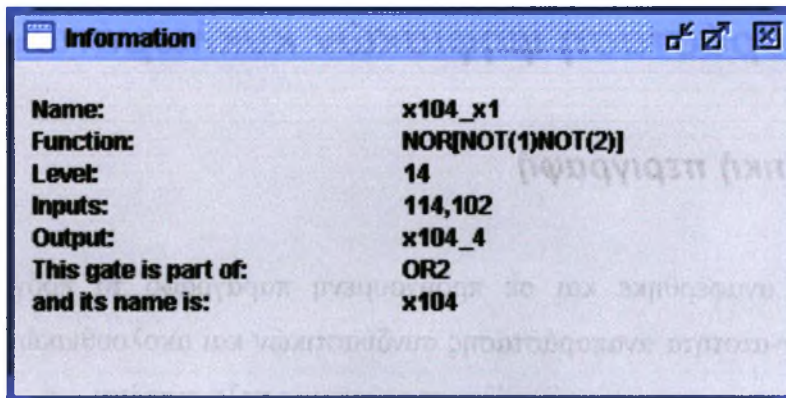 Information
Name: x104_x1
Function: NOR[NOT(1)NOT(2)]
Level: 14
Inputs: 114,102
Output: x104_4
This gate is part of: OR2
and its name is: x104